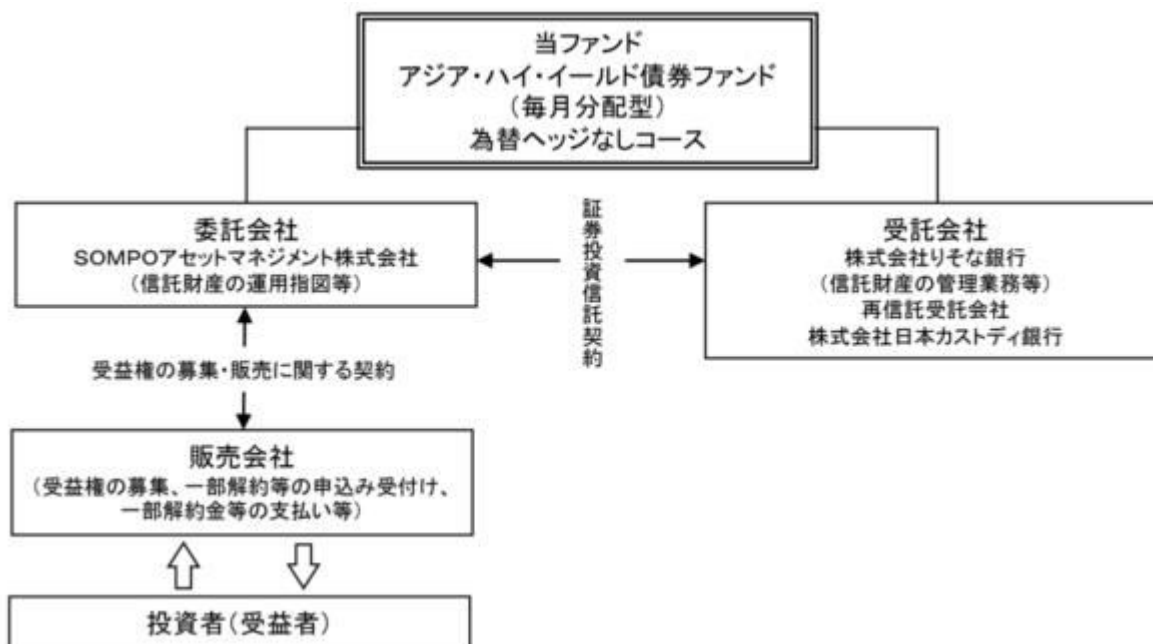 当ファンド
アジア・ハイ・イールド債券ファンド
(毎月分配型)
為替ヘッジなしコース
委託会社
SOMPOアセットマネジメント株式会社
(信託財産の運用指図等)
証券投資信託契約
受託会社
株式会社りそな銀行
(信託財産の管理業務等)
再信託受託会社
株式会社日本カストディ銀行
受益権の募集・販売に関する契約
販売会社
(受益権の募集、一部解約等の申込み受付け、
一部解約金等の支払い等)
投資者(受益者)